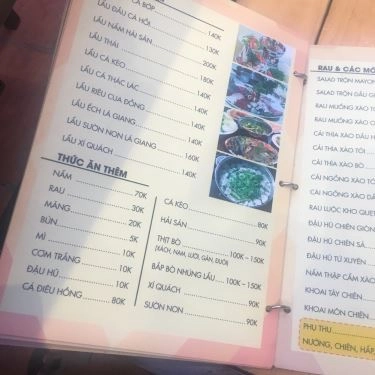 LẨU CÁ BỚP
LẨU ĐẦU CÁ HỒI 140K
LẨU NẤM HẢI SẢN 130K
LẨU THÁI 200K
LẨU CÁ KÈO 180K
LẨU CÁ THÁC LÁC 140K
LẨU RIÊU CUA ĐỒNG 140K
LẨU ẾCH LÁ GIANG 140K
LẨU SƯỜN NON LÁ GIANG 160K
LẨU XÍ QUÁCH 140K
THỨC ĂN THÊM
NẤM 70K
RAU 30K
MĂNG 20K
BÚN 5K
MÌ 10K
CƠM TRẮNG 10K
ĐẬU HŨ 10K
CÁ DIÊU HỒNG 80K
CÁ KÈO 80K
HẢI SẢN 90K
THỊT BÒ 100K – 150K
(SÁCH, NẠM, LƯỠI, GÂN, ĐUÔI)
BẮP BÒ NHÚNG LẨU 100K – 150K
XÍ QUÁCH 90K
SƯỜN NON 90K
RAU & CÁC MÓ
SALAD TRỘN MAYON
SALAD TRỘN DẦU GI
RAU MUỐNG XÀO TỎ
RAU MUỐNG XÀO
CẢI THÌA XÀO DẦU H
CẢI THÌA XÀO TỎI
CẢI THÌA XÀO BÒ
CẢI NGỒNG XÀO TỎ
CẢI NGỒNG XÀO DẦ
RAU LUỘC KHO QUẸT
ĐẬU HŨ CHIÊN GIÒN
ĐẬU HŨ CHIÊN SẢ
ĐẬU HŨ TỨ XUYÊN
NẤM THẬP CẨM XÀO
KHOAI TÂY CHIÊN
KHOAI MÔN CHIÊN
PHỤ THU
NƯỚNG, CHIÊN, HẤP